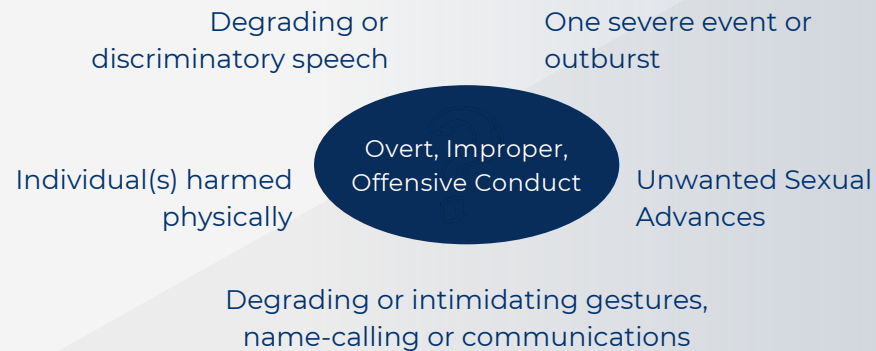 Degrading or
discriminatory speech
One severe event or
outburst
Overt, Improper,
Offensive Conduct
Individual(s) harmed
physically
Unwanted Sexual
Advances
Degrading or intimidating gestures,
name-calling or communications